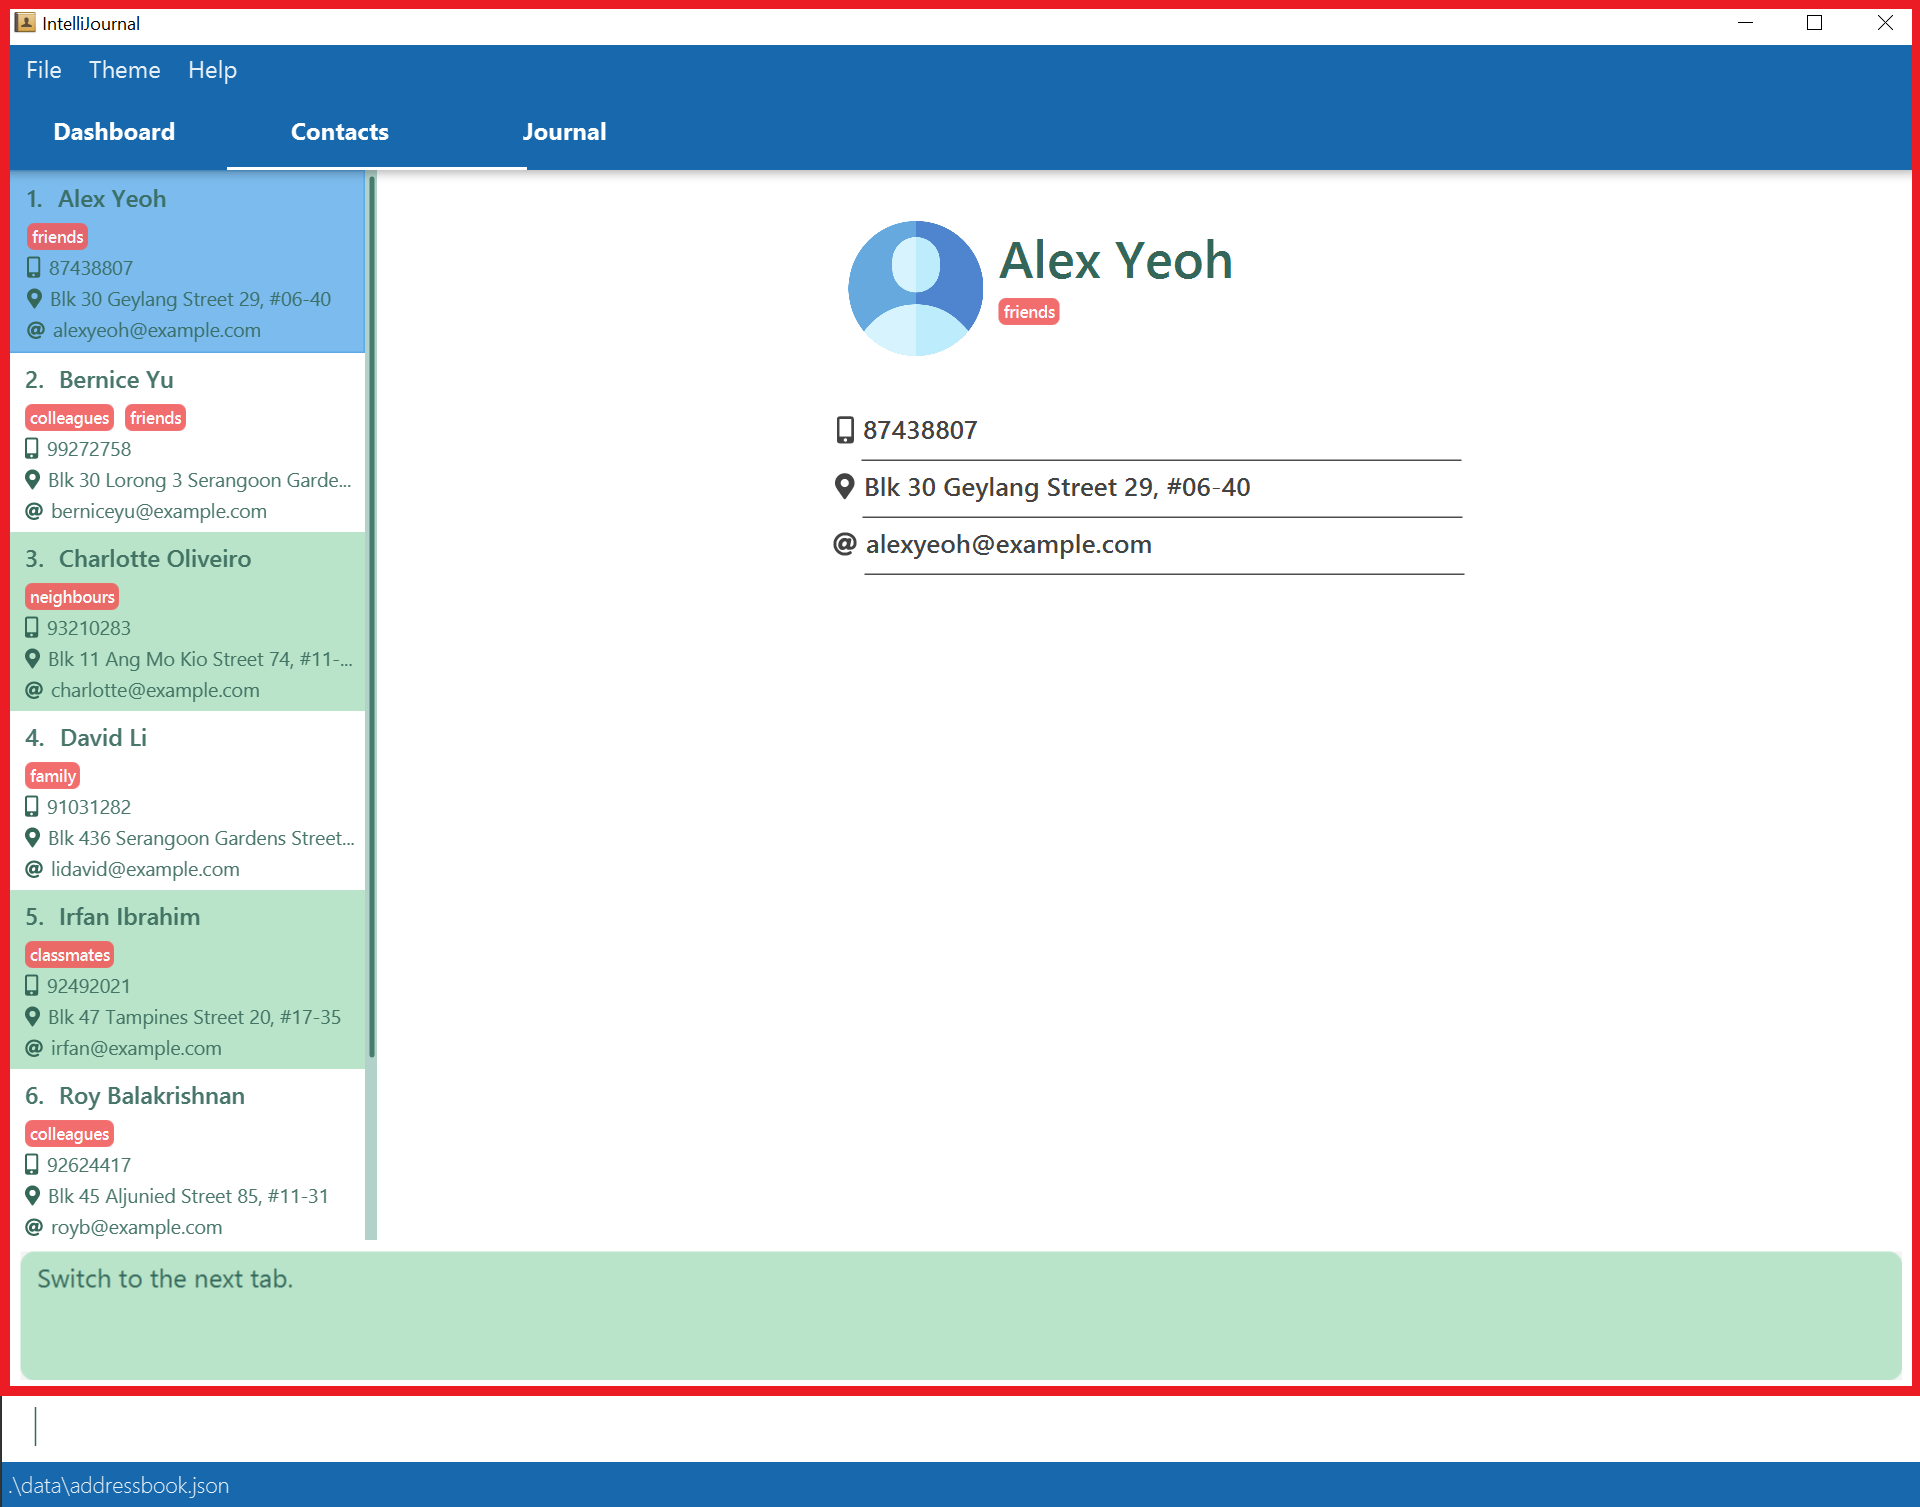 IntelliJournal
File Theme Help
Dashboard Contacts Journal
1. Alex Yeoh
friends
87438807
Blk 30 Geylang Street 29, #06-40
alexyeoh@example.com
2. Bernice Yu
colleagues friends
99272758
Blk 30 Lorong 3 Serangoon Garde...
berniceyu@example.com
3. Charlotte Oliveiro
neighbours
93210283
Blk 11 Ang Mo Kio Street 74, #11-...
charlotte@example.com
4. David Li
family
91031282
Blk 436 Serangoon Gardens Street...
lidavid@example.com
5. Irfan Ibrahim
classmates
92492021
Blk 47 Tampines Street 20, #17-35
irfan@example.com
6. Roy Balakrishnan
colleagues
92624417
Blk 45 Aljunied Street 85, #11-31
royb@example.com
Alex Yeoh
friends
87438807
Blk 30 Geylang Street 29, #06-40
alexyeoh@example.com
Switch to the next tab.
.\data\addressbook.json